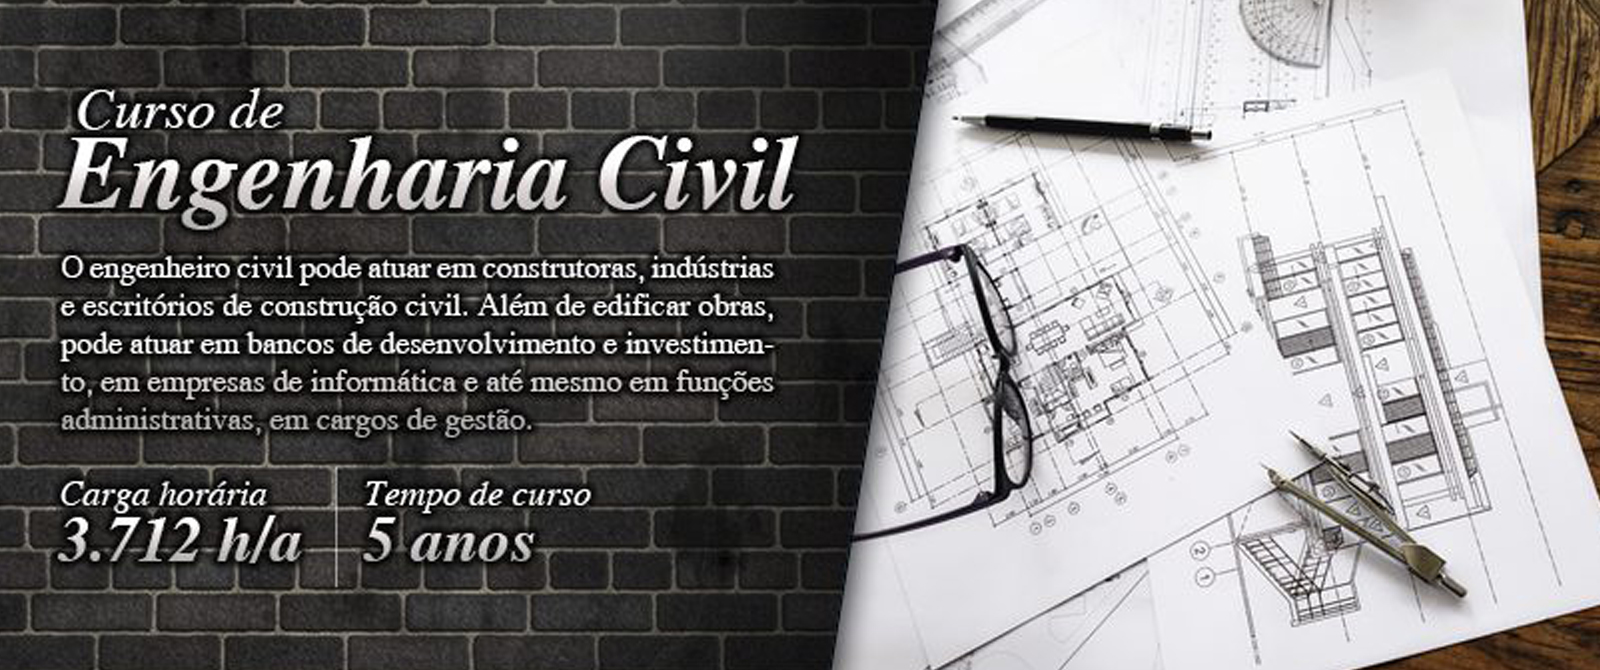 Curso de
Engenharia Civil
O engenheiro civil pode atuar em construtoras, indústrias
e escritórios de construção civil. Além de edificar obras,
pode atuar em bancos de desenvolvimento e investimen-
to, em empresas de informática e até mesmo em funções
administrativas, em cargos de gestão.
Carga horária
3.712 h/a
Tempo de curso
5 anos